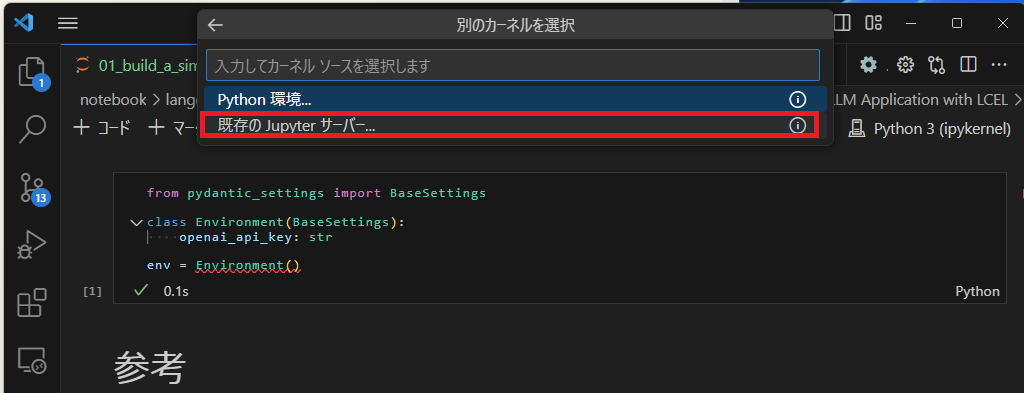 別のカーネルを選択
入力してカーネル ソースを選択します
Python 環境...
既存の Jupyter サーバー...
01_build_a_sim
notebook > lang
LM Application with LCEL >
コード
マー
Python 3 (ipykernel)
1
13
from pydantic_settings import BaseSettings
class Environment(BaseSettings):
openai_api_key: str
env = Environment()
[1]
0.1s
Python
参考